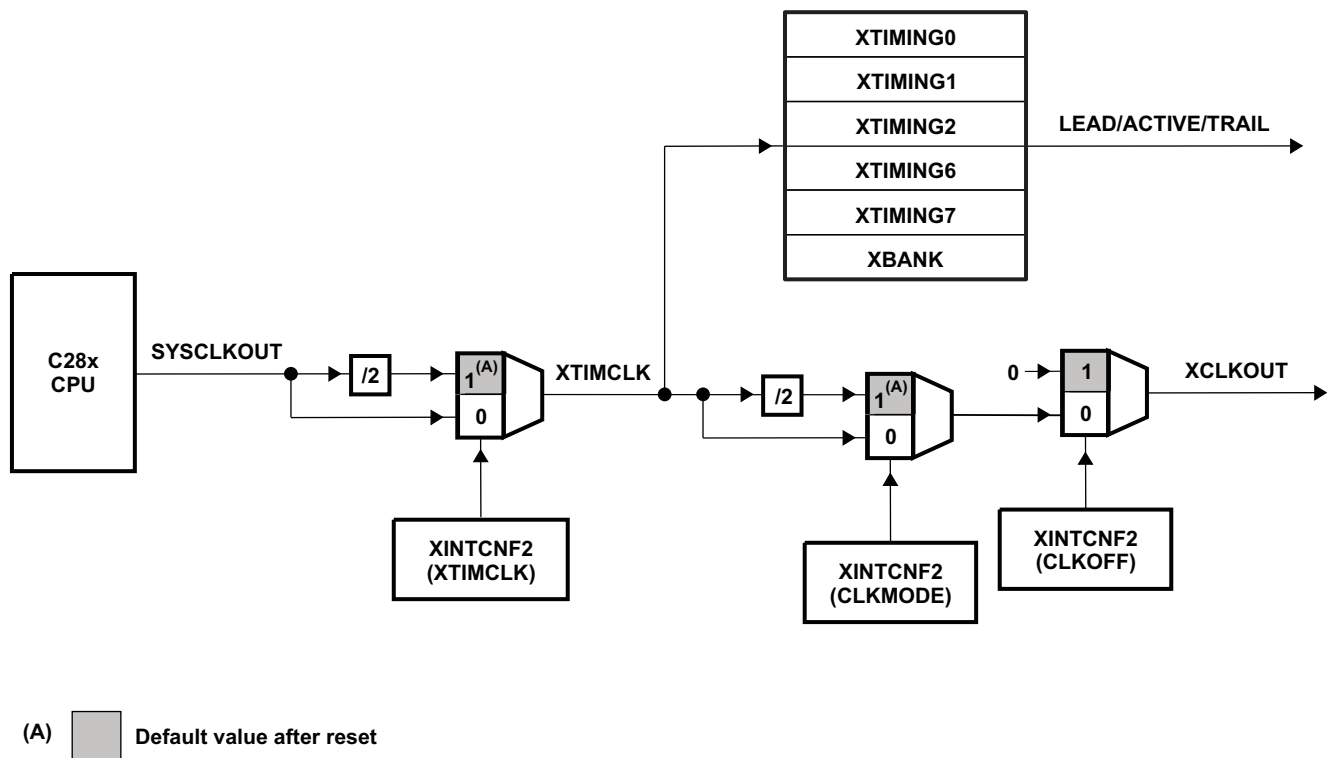 XTIMING0
XTIMING1
XTIMING2
XTIMING6
XTIMING7
XBANK
LEAD/ACTIVE/TRAIL
C28x
CPU
SYSCLKOUT
/2
1(A)
0
XTIMCLK
/2
1(A)
0
0
1
0
XCLKOUT
XINTCNF2
(XTIMCLK)
XINTCNF2
(CLKMODE)
XINTCNF2
(CLKOFF)
(A) Default value after reset